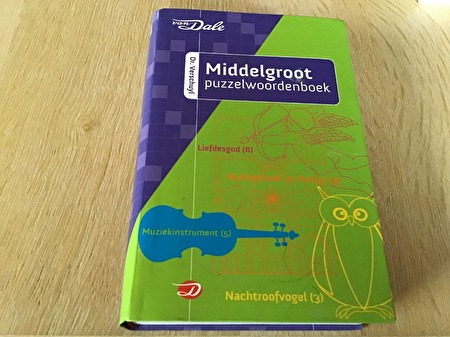 van Dale
Dr. Verschuyl
Middelgroot
puzzelwoordenboek
Liefdesgod (6)
Muziekinstrument (5)
Nachtroofvogel (3)